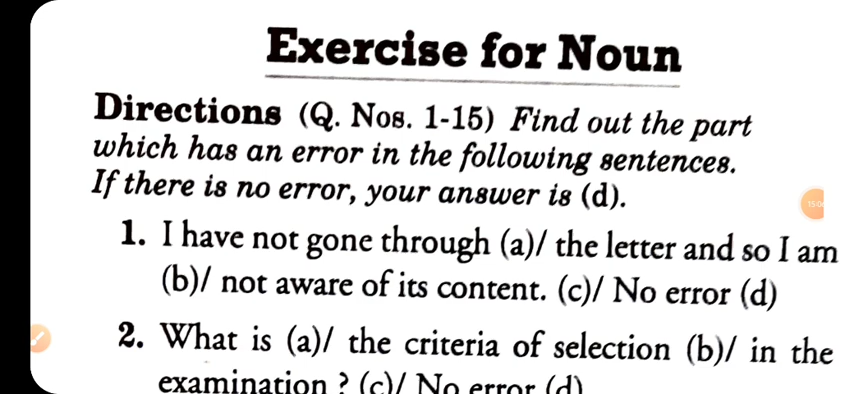 Exercise for Noun
Directions (Q. Nos. 1-15) Find out the part
which has an error in the following sentences.
If there is no error, your answer is (d).
1. I have not gone through (a)/ the letter and so I am
(b)/ not aware of its content. (c)/ No error (d)
2. What is (a)/ the criteria of selection (b)/ in the
examination ? (c)/ No error (d)